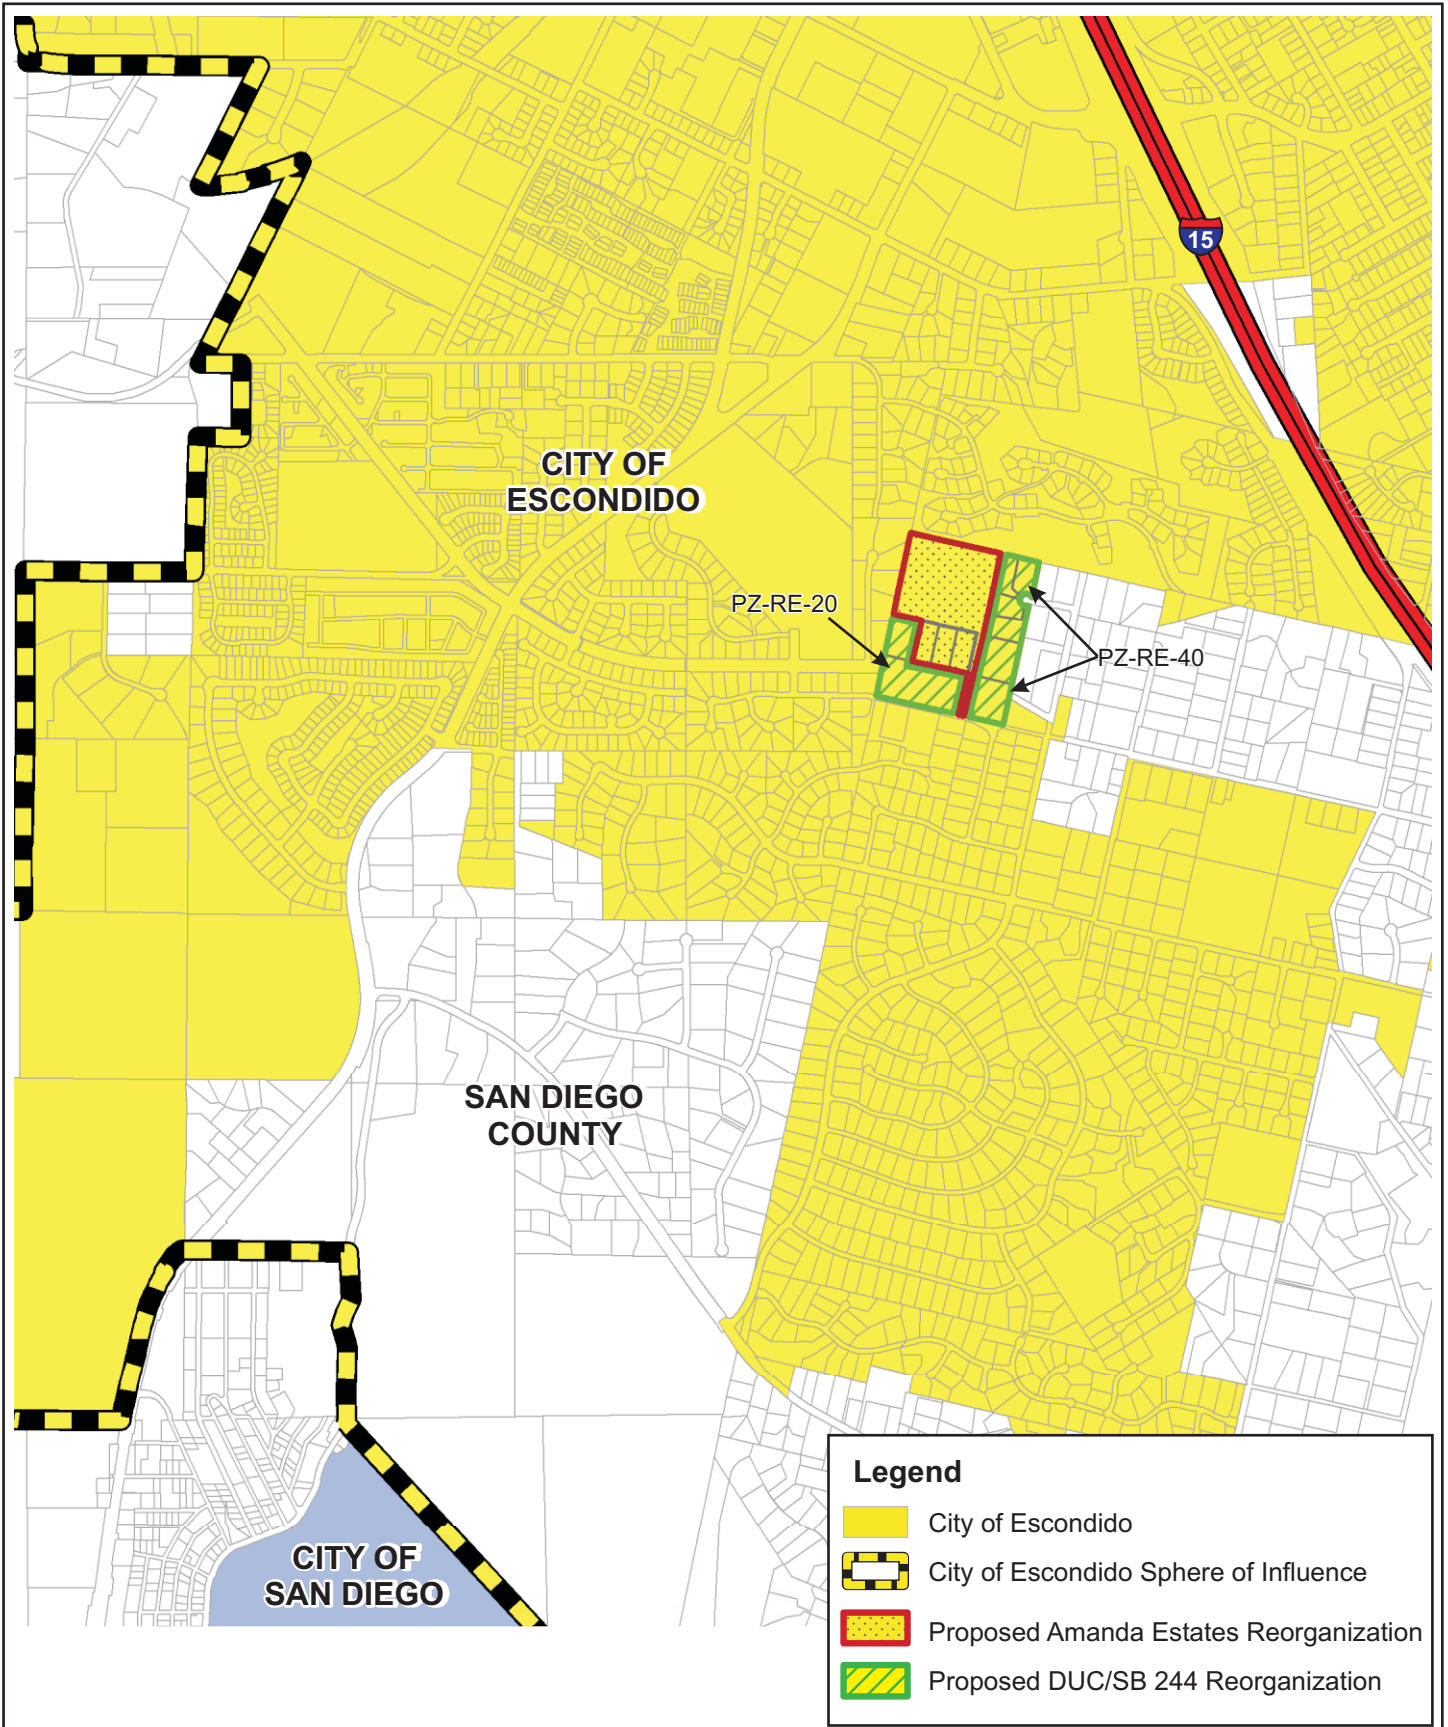 15
CITY OF
ESCONDIDO
PZ-RE-20
PZ-RE-40
SAN DIEGO
COUNTY
CITY OF
SAN DIEGO
Legend
City of Escondido
City of Escondido Sphere of Influence
Proposed Amanda Estates Reorganization
Proposed DUC/SB 244 Reorganization